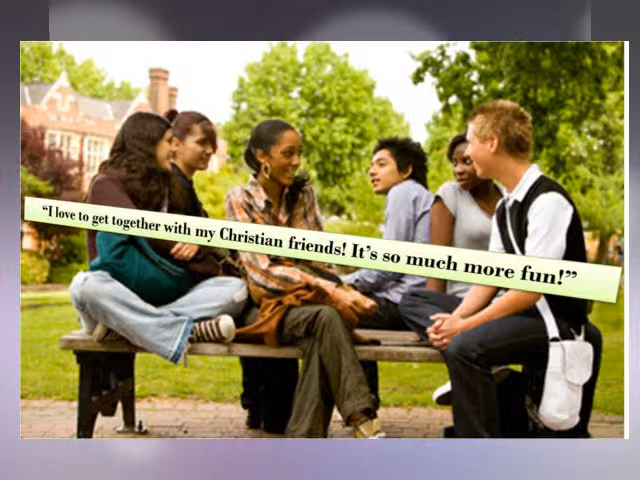 “I love to get together with my Christian friends! It’s so much more fun!”